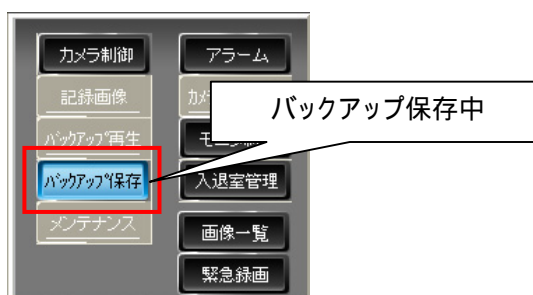 カメラ制御
アラーム
記録画像
バックアップ再生
バックアップ保存中
バックアップ保存
入退室管理
メンテナンス
画像一覧
緊急録画